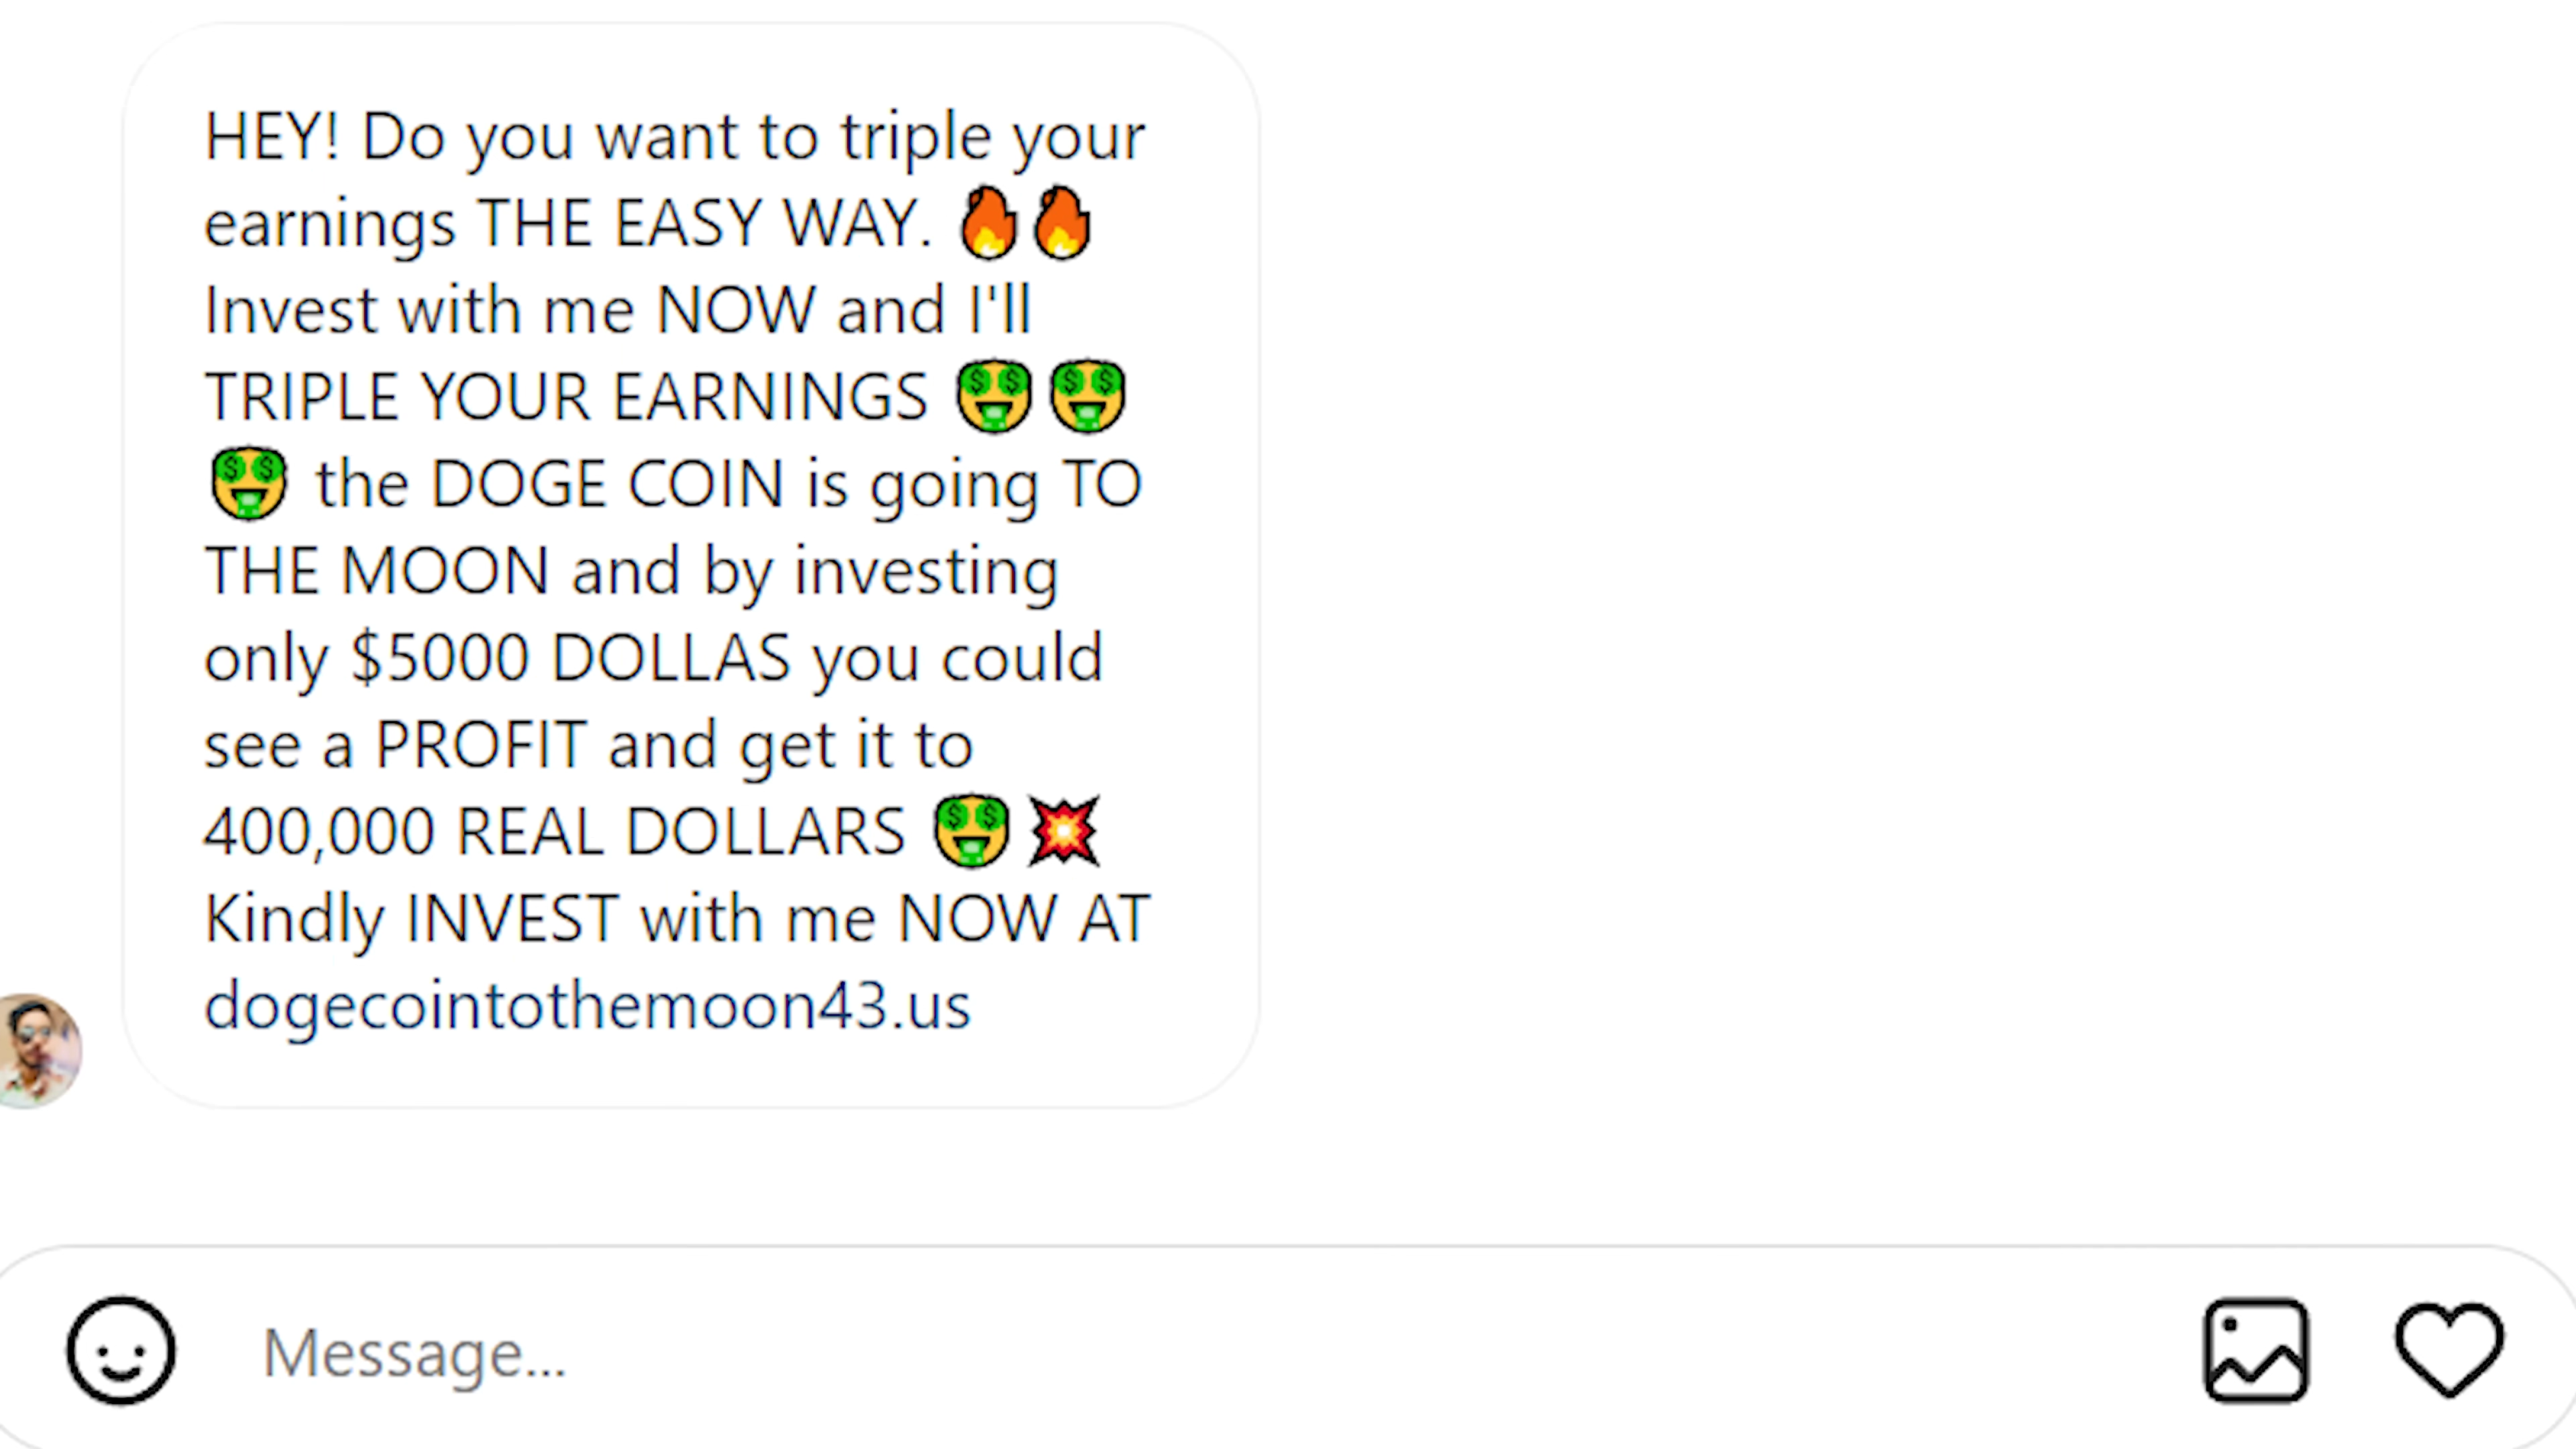 HEY! Do you want to triple your
earnings THE EASY WAY. 🔥🔥
Invest with me NOW and I'll
TRIPLE YOUR EARNINGS 🤑🤑
🤑 the DOGE COIN is going TO
THE MOON and by investing
only $5000 DOLLAS you could
see a PROFIT and get it to
400,000 REAL DOLLARS 🤑💥
Kindly INVEST with me NOW AT
dogecointothemoon43.us
Message...